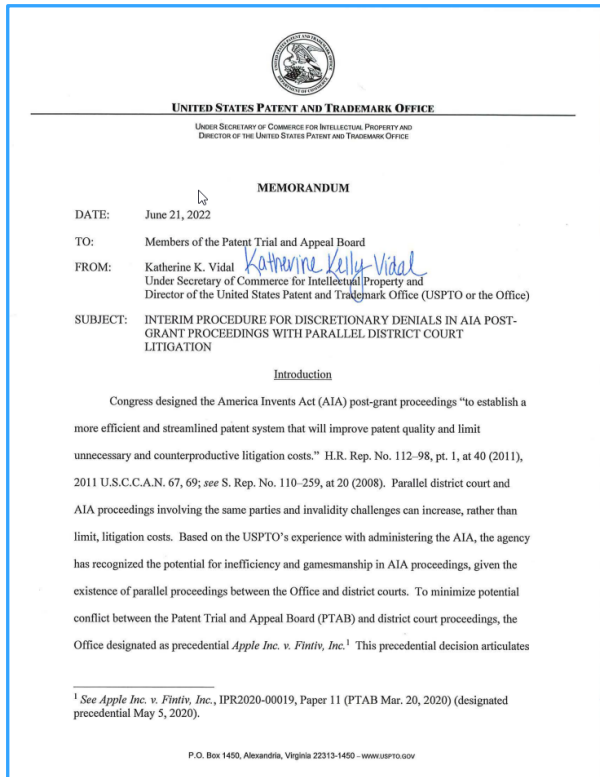 UNITED STATES PATENT AND TRADEMARK OFFICE
UNDER SECRETARY OF COMMERCE FOR INTELLECTUAL PROPERTY AND
DIRECTOR OF THE UNITED STATES PATENT AND TRADEMARK OFFICE
MEMORANDUM
DATE: June 21, 2022
TO: Members of the Patent Trial and Appeal Board
FROM: Katherine K. Vidal Katherine Kelly Vidal
Under Secretary of Commerce for Intellectual Property and
Director of the United States Patent and Trademark Office (USPTO or the Office)
SUBJECT: INTERIM PROCEDURE FOR DISCRETIONARY DENIALS IN AIA POST-
GRANT PROCEEDINGS WITH PARALLEL DISTRICT COURT
LITIGATION
Introduction
Congress designed the America Invents Act (AIA) post-grant proceedings “to establish a
more efficient and streamlined patent system that will improve patent quality and limit
unnecessary and counterproductive litigation costs.” H.R. Rep. No. 112–98, pt. 1, at 40 (2011),
2011 U.S.C.C.A.N. 67, 69; see S. Rep. No. 110–259, at 20 (2008). Parallel district court and
AIA proceedings involving the same parties and invalidity challenges can increase, rather than
limit, litigation costs. Based on the USPTO’s experience with administering the AIA, the agency
has recognized the potential for inefficiency and gamesmanship in AIA proceedings, given the
existence of parallel proceedings between the Office and district courts. To minimize potential
conflict between the Patent Trial and Appeal Board (PTAB) and district court proceedings, the
Office designated as precedential Apple Inc. v. Fintiv, Inc.1 This precedential decision articulates
1 See Apple Inc. v. Fintiv, Inc., IPR2020-00019, Paper 11 (PTAB Mar. 20, 2020) (designated
precedential May 5, 2020).
P.O. Box 1450, Alexandria, Virginia 22313-1450 - WWW.USPTO.GOV